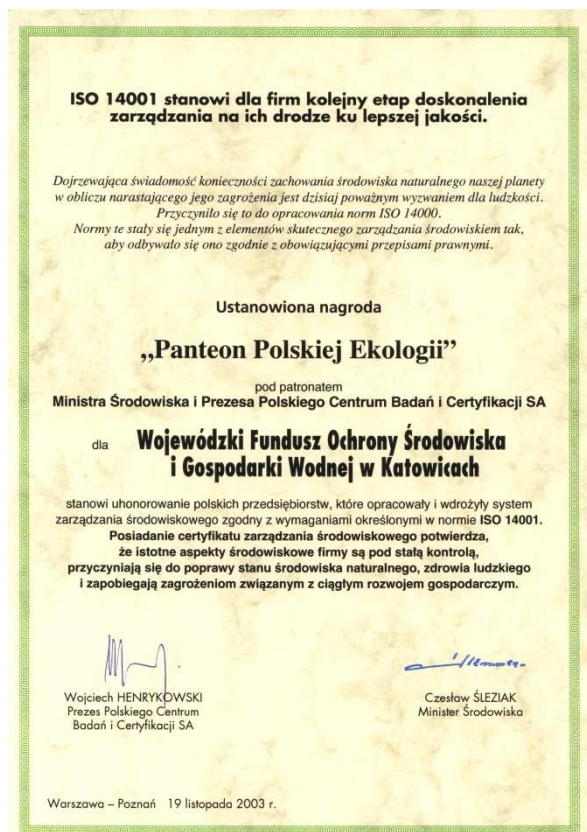 ISO 14001 stanowi dla firm kolejny etap doskonalenia
zarządzania na ich drodze ku lepszej jakości.
Dojrzewająca świadomość konieczności zachowania środowiska naturalnego naszej planety
w obliczu narastającego jego zagrożenia jest dzisiaj poważnym wyzwaniem dla ludzkości.
Przyczyniło się to do opracowania norm ISO 14000.
Normy te stały się jednym z elementów skutecznego zarządzania środowiskiem tak,
aby odbywało się ono zgodnie z obowiązującymi przepisami prawnymi.
Ustanowiona nagroda
„Panteon Polskiej Ekologii”
pod patronatem
Ministra Środowiska i Prezesa Polskiego Centrum Badań i Certyfikacji SA
dla Wojewódzki Fundusz Ochrony Środowiska
i Gospodarki Wodnej w Katowicach
stanowi uhonorowanie polskich przedsiębiorstw, które opracowały i wdrożyły system
zarządzania środowiskowego zgodny z wymaganiami określonymi w normie ISO 14001.
Posiadanie certyfikatu zarządzania środowiskowego potwierdza,
że istotne aspekty środowiskowe firmy są pod stałą kontrolą,
przyczyniają się do poprawy stanu środowiska naturalnego, zdrowia ludzkiego
i zapobiegają zagrożeniom związanym z ciągłym rozwojem gospodarczym.
Wojciech HENRYKOWSKI
Prezes Polskiego Centrum
Badań i Certyfikacji SA
Czesław ŚLEZIAK
Minister Środowiska
Warszawa – Poznań 19 listopada 2003 r.